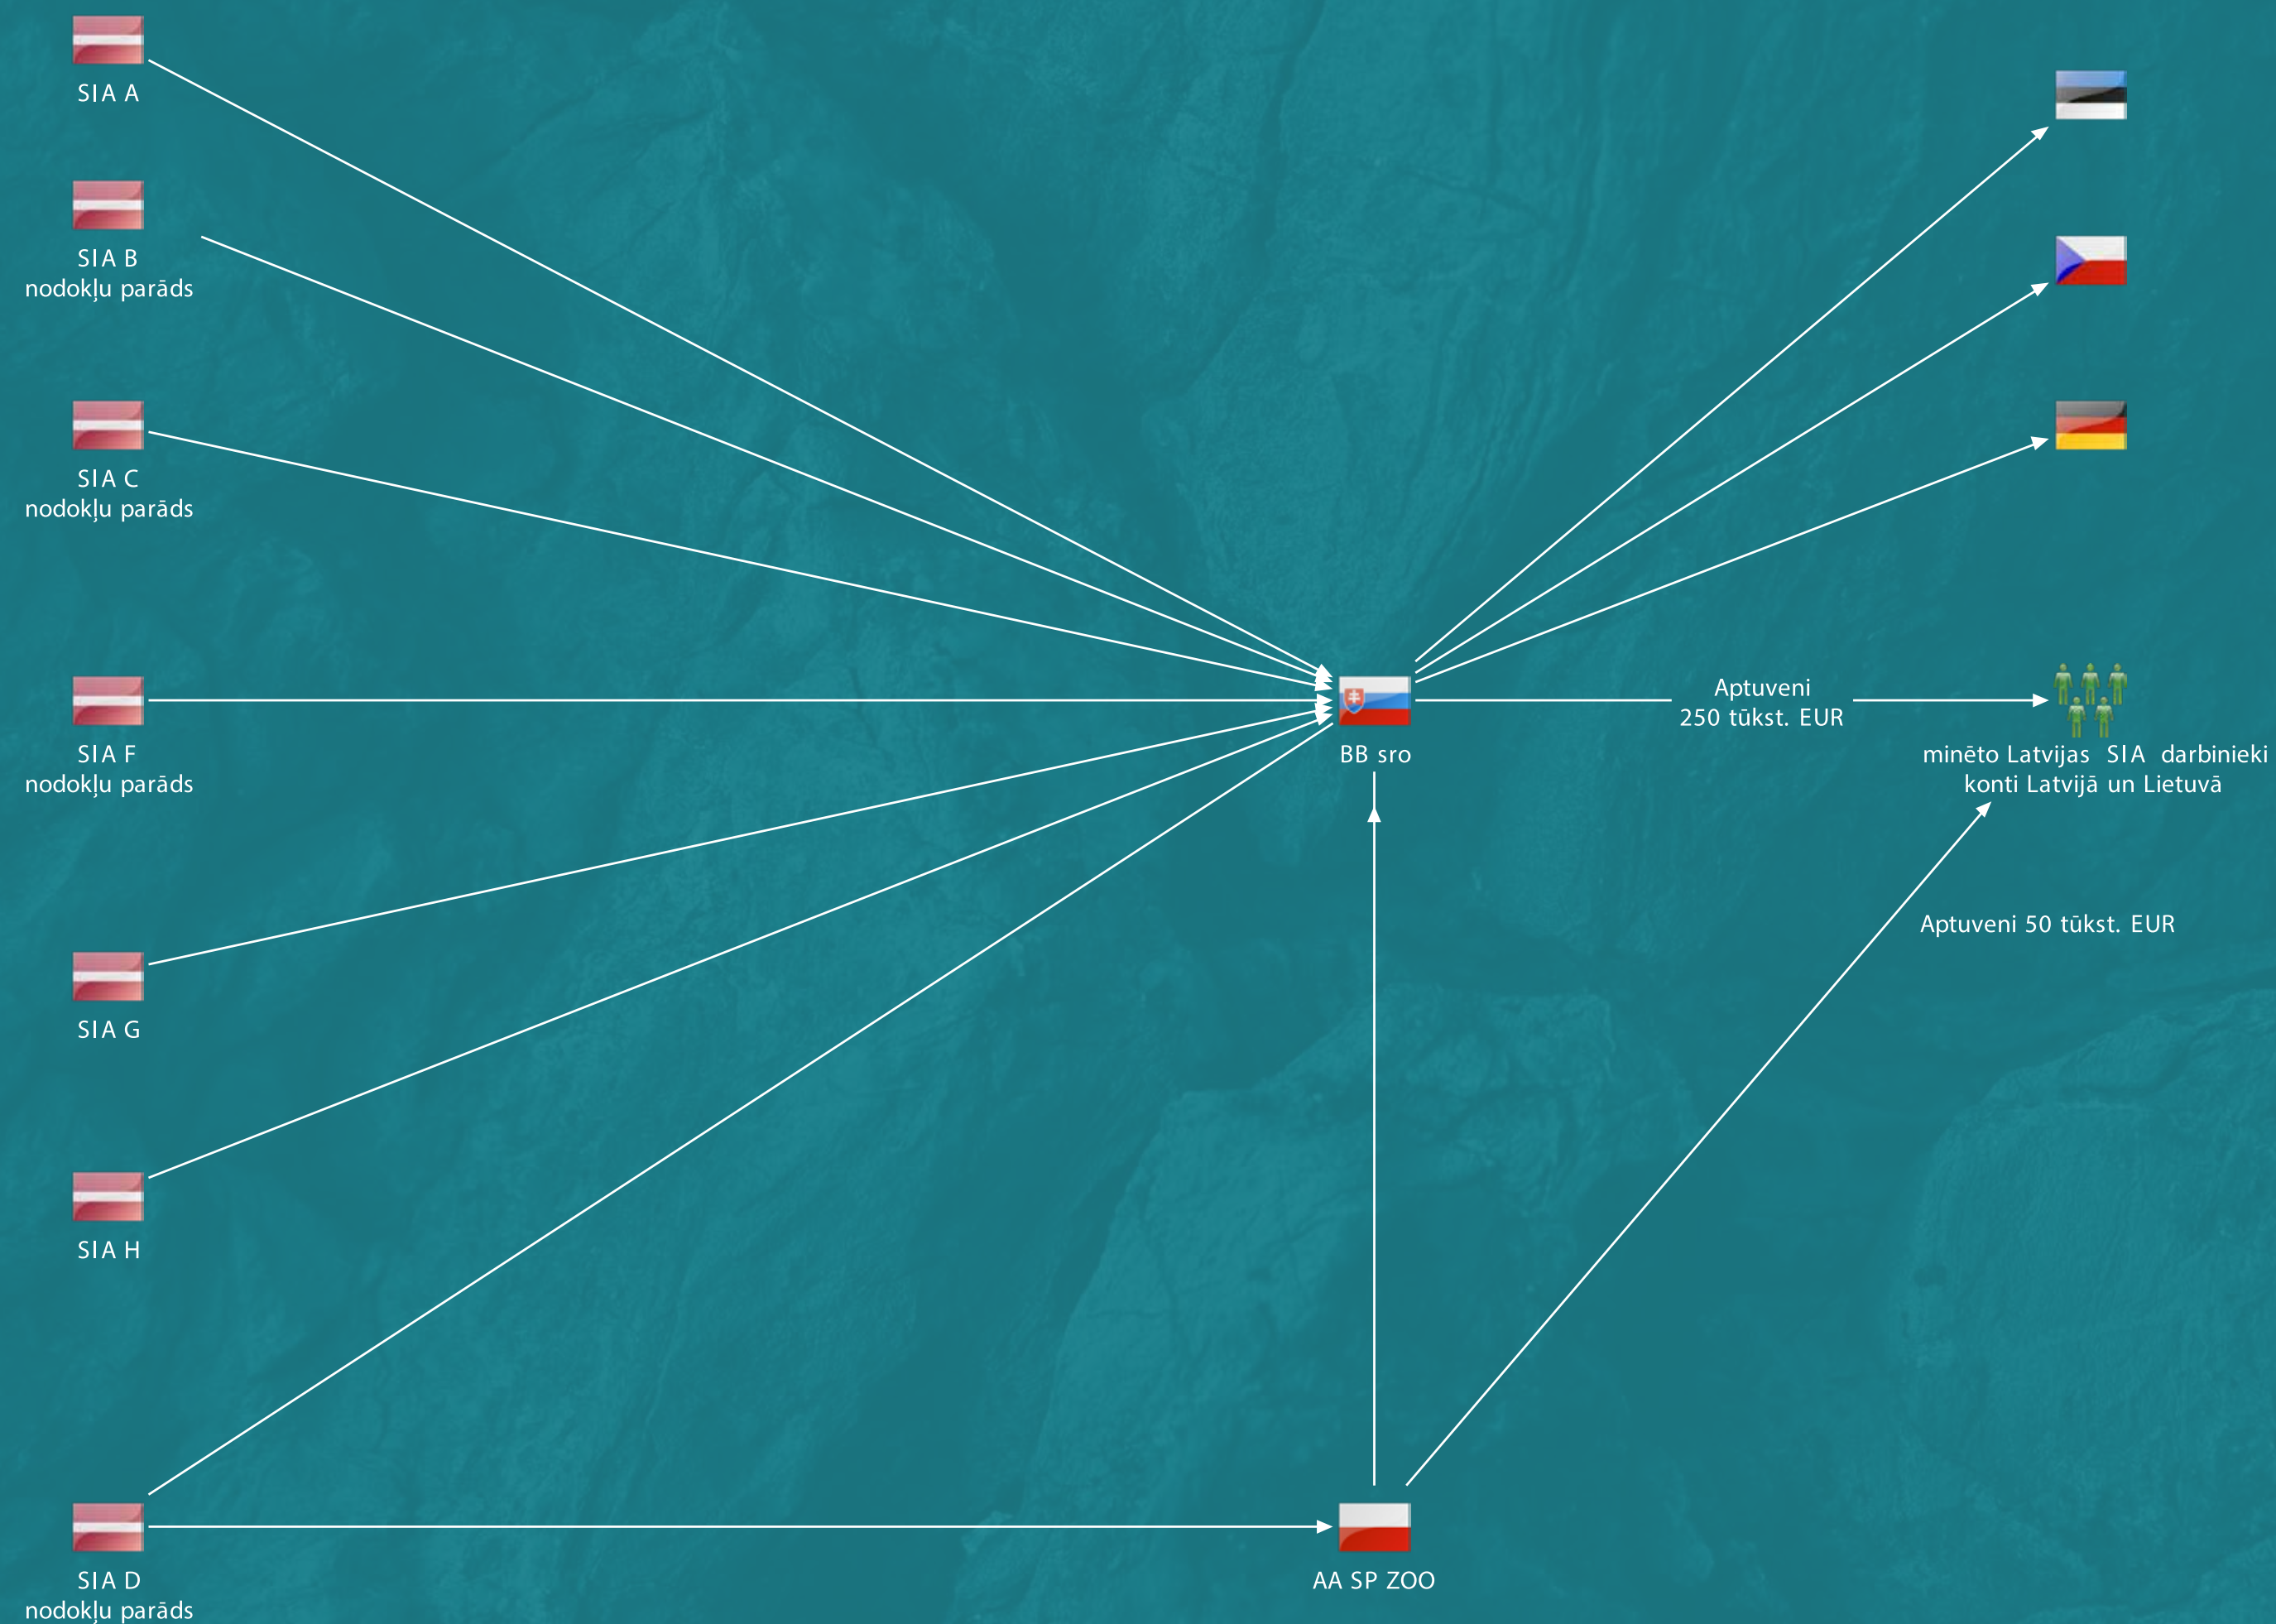 SIA A
SIA B
nodokļu parāds
SIA C
nodokļu parāds
SIA F
nodokļu parāds
SIA G
SIA H
SIA D
nodokļu parāds
BB sro
AA SP ZOO
Aptuveni
250 tūkst. EUR
minēto Latvijas SIA darbinieki
konti Latvijā un Lietuvā
Aptuveni 50 tūkst. EUR